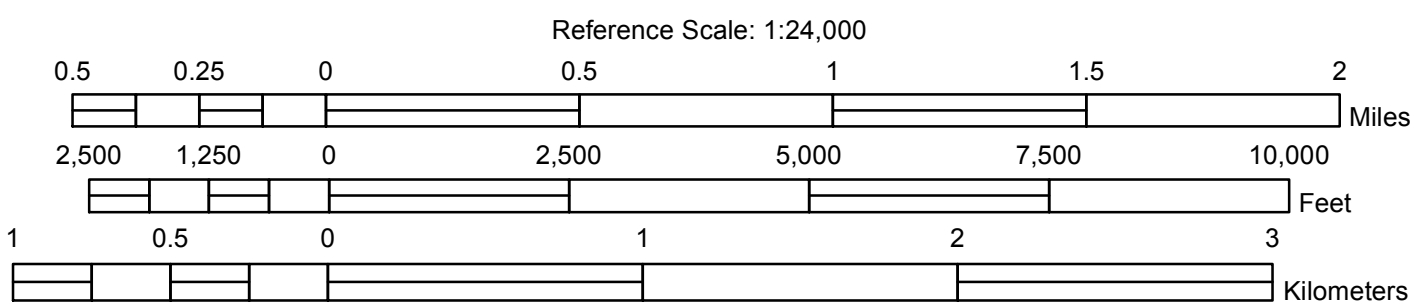 Reference Scale: 1:24,000
0.5 0.25 0 0.5 1 1.5 2
Miles
2,500 1,250 0 2,500 5,000 7,500 10,000
Feet
1 0.5 0 1 2 3
Kilometers